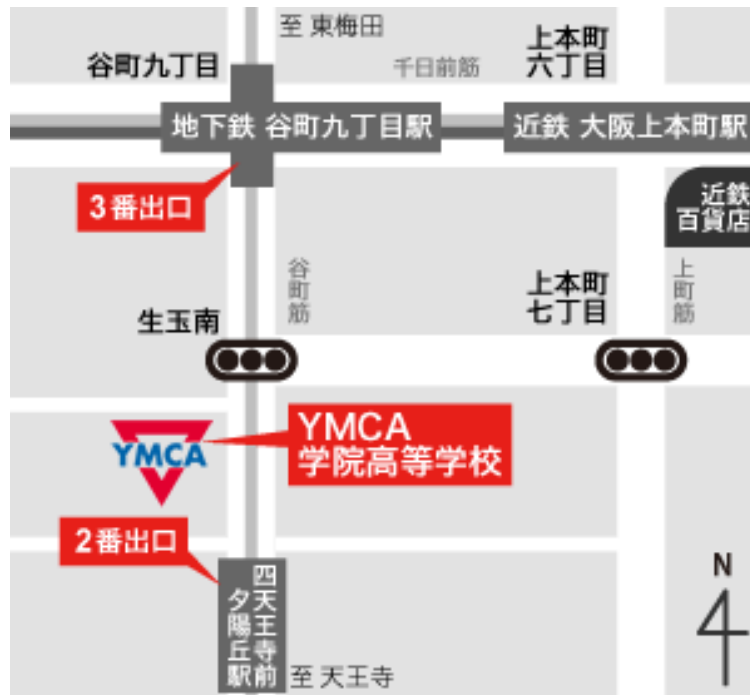 至 東梅田
谷町九丁目
千日前筋
上本町
六丁目
地下鉄 谷町九丁目駅
近鉄 大阪上本町駅
3番出口
近鉄
百貨店
谷町筋
上本町
七丁目
上町筋
生玉南
YMCA
YMCA
学院高等学校
2番出口
四天王寺前
夕陽丘駅
至 天王寺
N